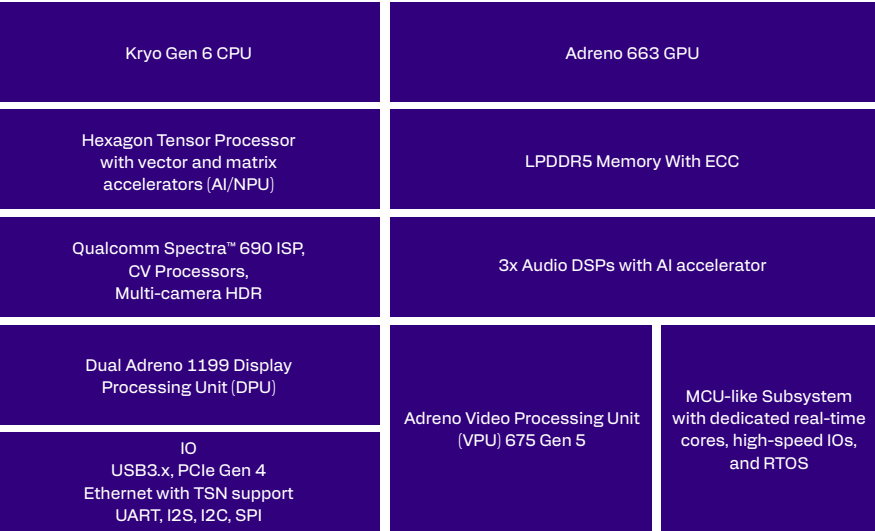 Kryo Gen 6 CPU
Adreno 663 GPU
Hexagon Tensor Processor
with vector and matrix
accelerators (AI/NPU)
LPDDR5 Memory With ECC
Qualcomm Spectra™ 690 ISP,
CV Processors,
Multi-camera HDR
3x Audio DSPs with AI accelerator
Dual Adreno 1199 Display
Processing Unit (DPU)
Adreno Video Processing Unit
(VPU) 675 Gen 5
MCU-like Subsystem
with dedicated real-time
cores, high-speed IOs,
and RTOS
IO
USB3.x, PCIe Gen 4
Ethernet with TSN support
UART, I2S, I2C, SPI